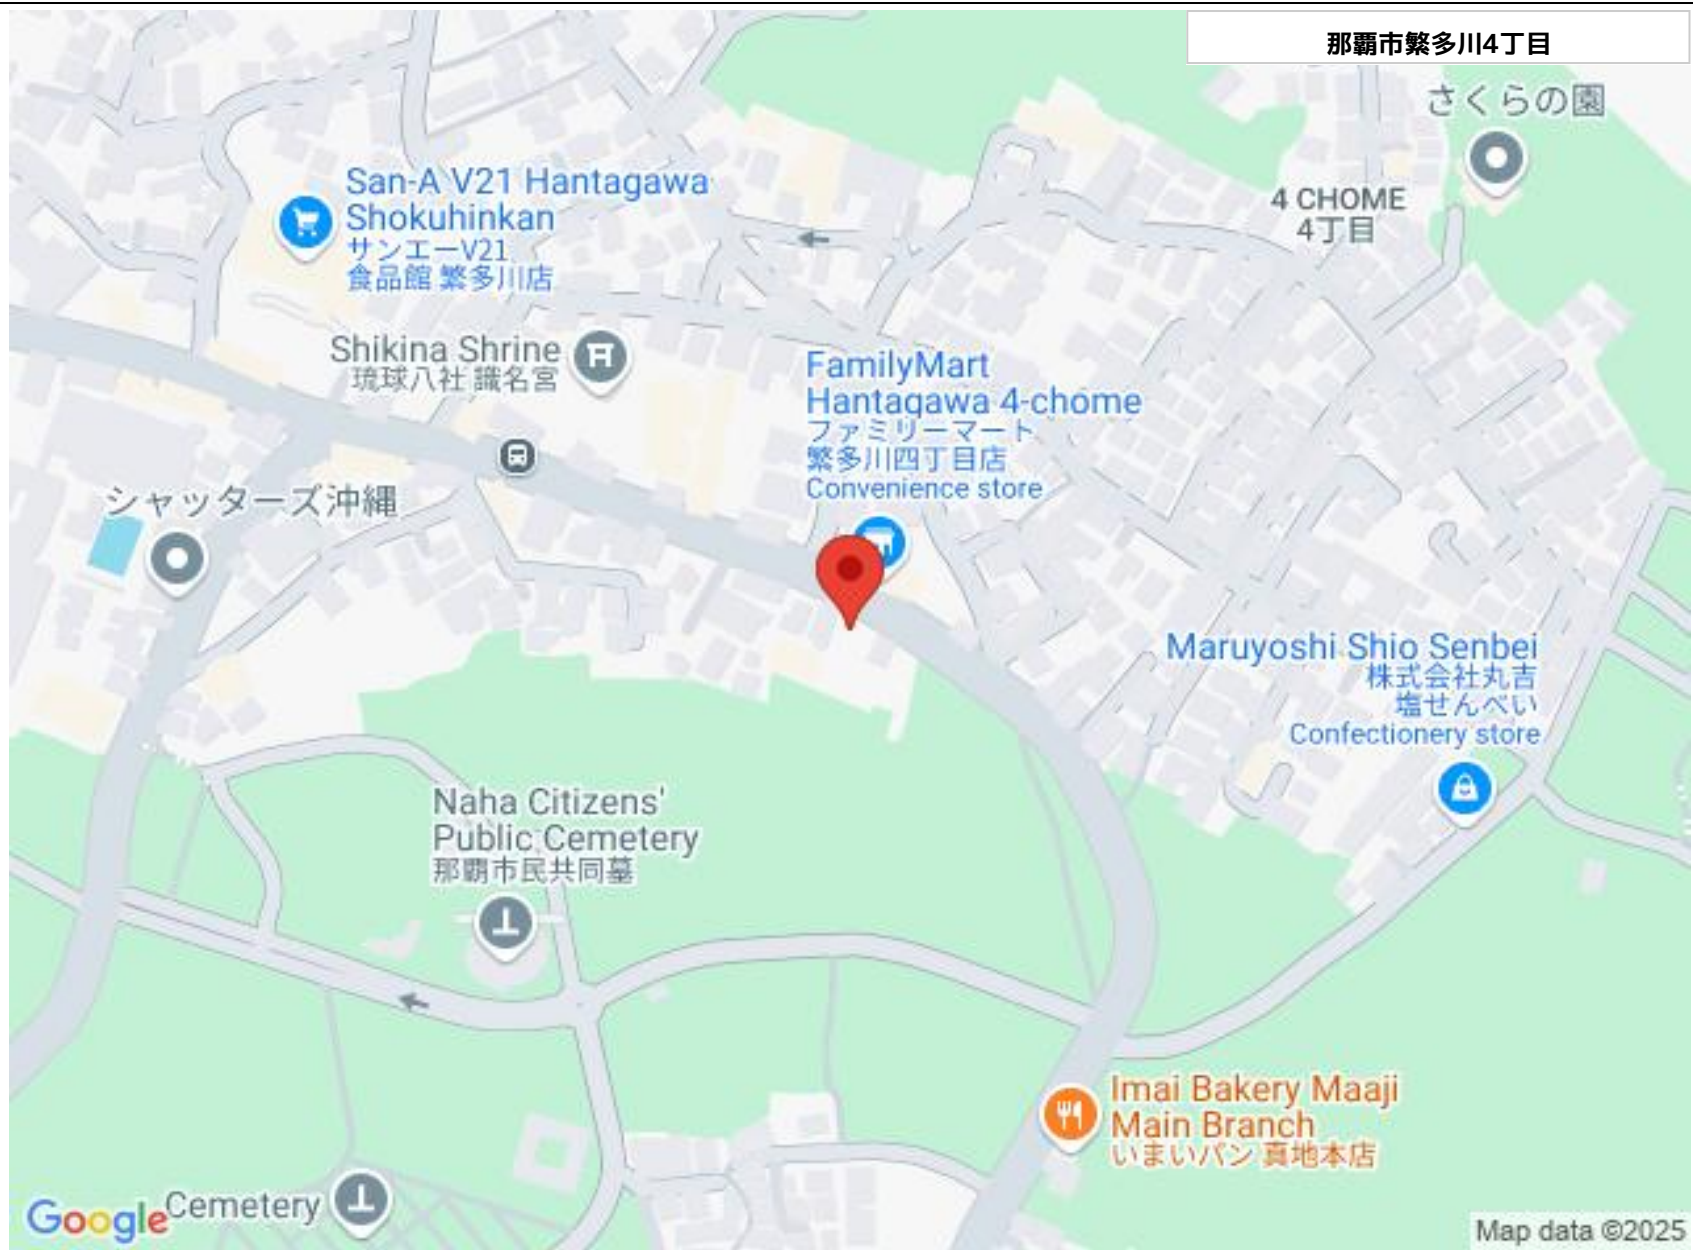 那覇市繁多川4丁目
さくらの園
San-A V21 Hantagawa
Shokuhinkan
サンエーV21
食品館 繁多川店
4 CHOME
4丁目
Shikina Shrine
琉球八社 識名宮
FamilyMart
Hantagawa 4-chome
ファミリーマート
繁多川四丁目店
Convenience store
シャッターズ沖縄
Maruyoshi Shio Senbei
株式会社丸吉
塩せんべい
Confectionery store
Naha Citizens'
Public Cemetery
那覇市民共同墓
Imai Bakery Maaji
Main Branch
いまいパン 真地本店
Cemetery
Google
Map data ©2025